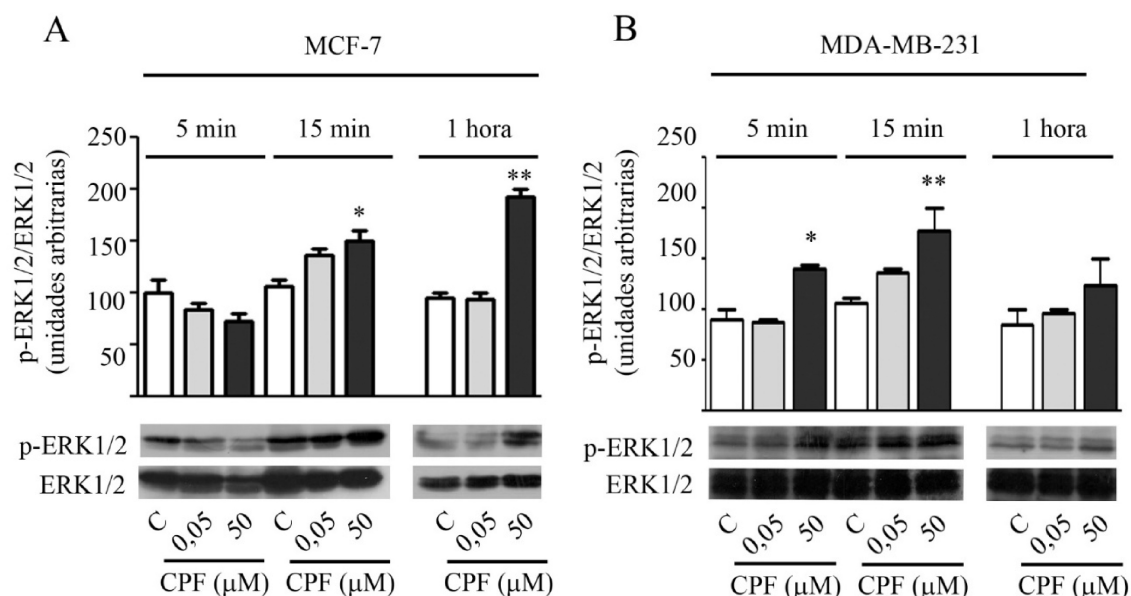 A
MCF-7
5 min 15 min 1 hora
p-ERK1/2/ERK1/2
(unidades arbitrarias)
250
200
150
100
50
* **
p-ERK1/2
ERK1/2
C 0,05 50 C 0,05 50 C 0,05 50
CPF (µM) CPF (µM) CPF (µM)
B
MDA-MB-231
5 min 15 min 1 hora
p-ERK1/2/ERK1/2
(unidades arbitrarias)
250
200
150
100
50
* **
p-ERK1/2
ERK1/2
C 0,05 50 C 0,05 50 C 0,05 50
CPF (µM) CPF (µM) CPF (µM)